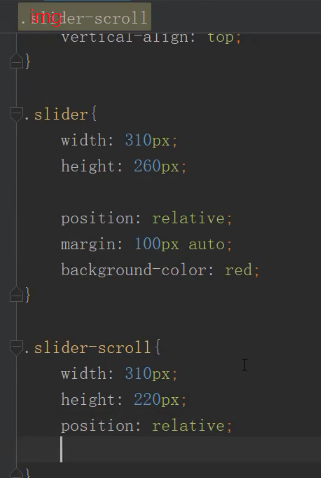 .slider-scroll
img
vertical-align: top;
}
.slider{
width: 310px;
height: 260px;
position: relative;
margin: 100px auto;
background-color: red;
}
.slider-scroll{
width: 310px;
height: 220px;
position: relative;
}